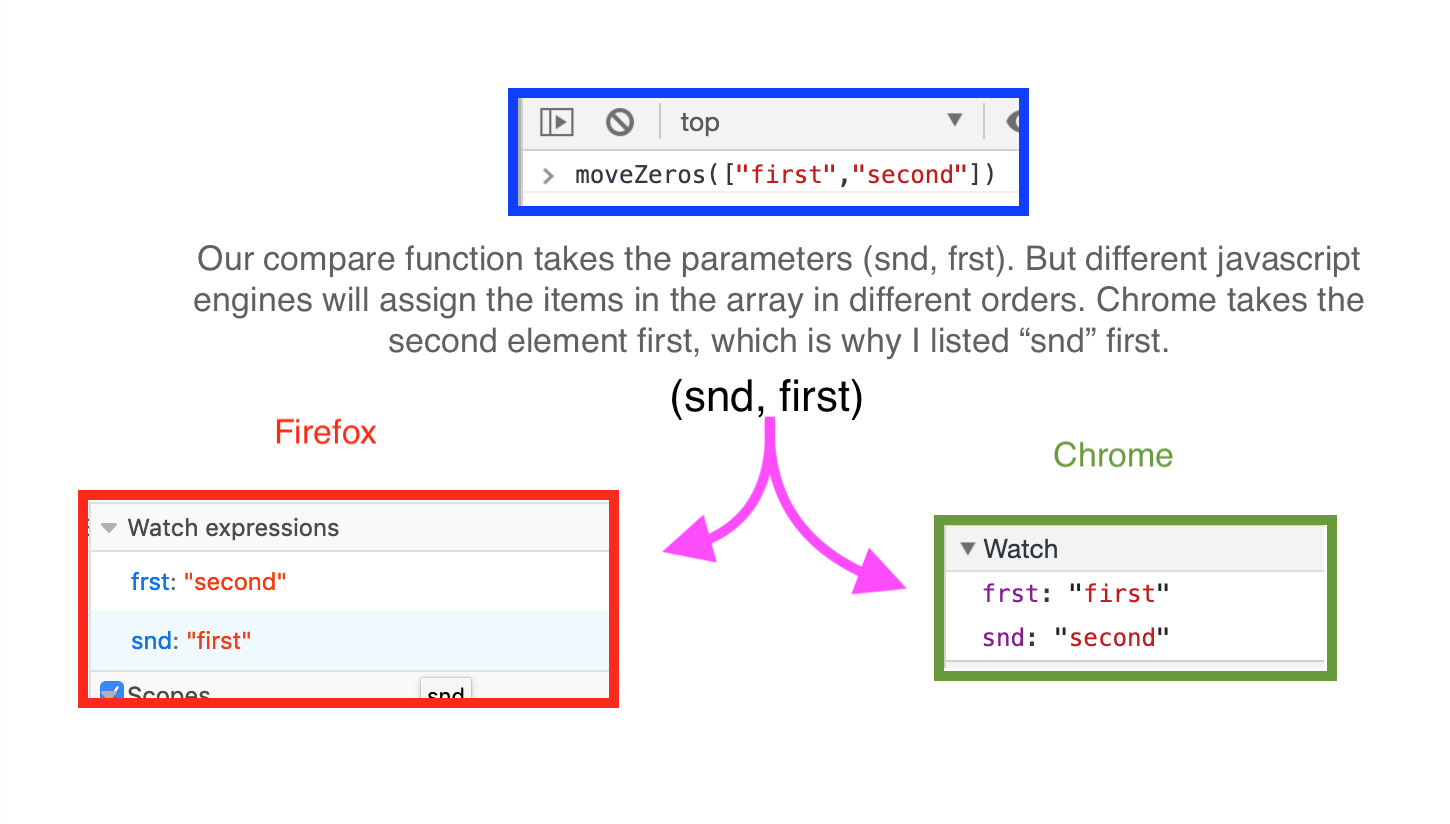 top
> moveZeros(["first","second"])
Our compare function takes the parameters (snd, frst). But different javascript
engines will assign the items in the array in different orders. Chrome takes the
second element first, which is why I listed “snd” first.
(snd, first)
Firefox
Chrome
Watch expressions
frst: "second"
snd: "first"
Scopes
snd
Watch
frst: "first"
snd: "second"